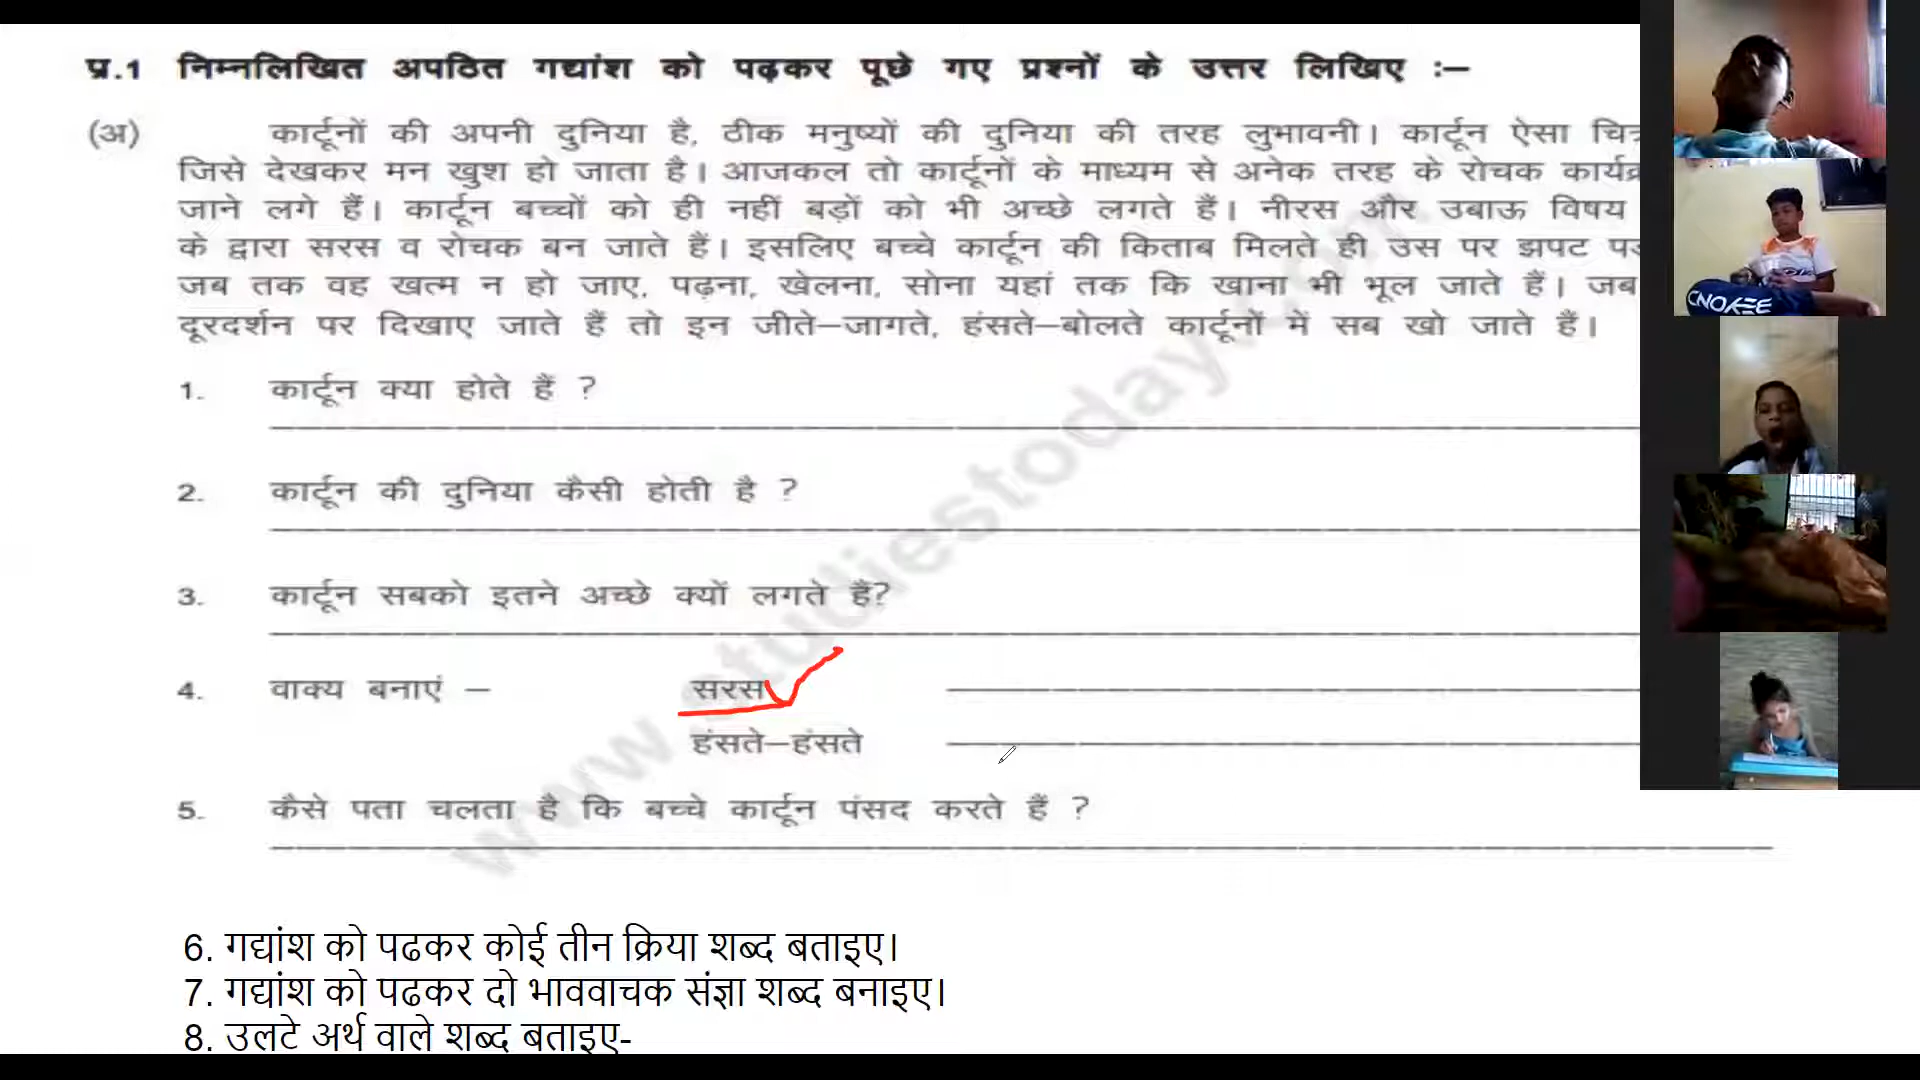 प्र.1 निम्नलिखित अपठित गद्यांश को पढ़कर पूछे गए प्रश्नों के उत्तर लिखिए :–
(अ) कार्टूनों की अपनी दुनिया है, ठीक मनुष्यों की दुनिया की तरह लुभावनी। कार्टून ऐसा चित्र
जिसे देखकर मन खुश हो जाता है। आजकल तो कार्टूनों के माध्यम से अनेक तरह के रोचक
जाने लगे हैं। कार्टून बच्चों को ही नहीं बड़ों को भी अच्छे लगते हैं। नीरस और उबाऊ विषय
के द्वारा सरस व रोचक बन जाते हैं। इसलिए बच्चे कार्टून की किताब मिलते ही उस पर झपट
जब तक वह खत्म न हो जाए, पढ़ना, खेलना, सोना यहां तक कि खाना भी भूल जाते हैं। जब
दूरदर्शन पर दिखाए जाते हैं तो इन जीते–जागते, हंसते–बोलते कार्टूनों में सब खो जाते हैं।
1. कार्टून क्या होते हैं ?
2. कार्टून की दुनिया कैसी होती है ?
3. कार्टून सबको इतने अच्छे क्यों लगते हैं?
4. वाक्य बनाएं – सरस
हंसते–हंसते
5. कैसे पता चलता है कि बच्चे कार्टून पंसद करते हैं ?
6. गद्यांश को पढकर कोई तीन क्रिया शब्द बताइए।
7. गद्यांश को पढकर दो भाववाचक संज्ञा शब्द बनाइए।
8. उलटे अर्थ वाले शब्द बताइए-
www.studiestoday.com
CNOKEE